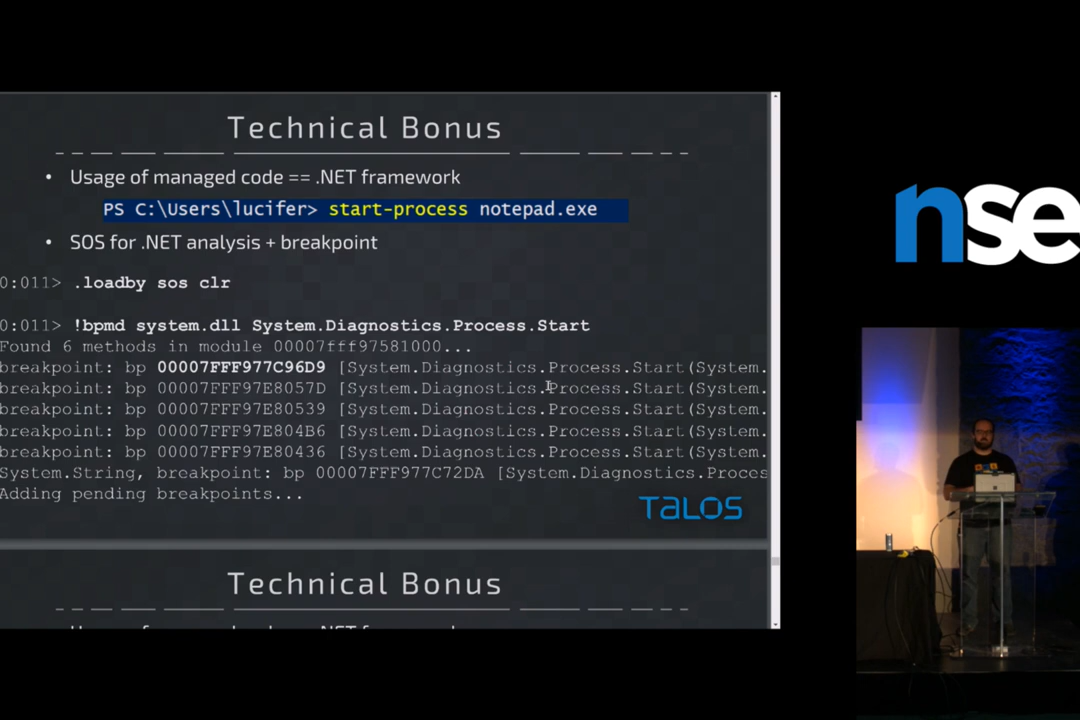 Technical Bonus
• Usage of managed code == .NET framework
PS C:\Users\lucifer> start-process notepad.exe
• SOS for .NET analysis + breakpoint
0:011> .loadby sos clr
0:011> !bpmd system.dll System.Diagnostics.Process.Start
Found 6 methods in module 00007fff97581000...
breakpoint: bp 00007FFF977C96D9 [System.Diagnostics.Process.Start(System.
breakpoint: bp 00007FFF97E8057D [System.Diagnostics.Process.Start(System.
breakpoint: bp 00007FFF97E80539 [System.Diagnostics.Process.Start(System.
breakpoint: bp 00007FFF97E804B6 [System.Diagnostics.Process.Start(System.
breakpoint: bp 00007FFF97E80436 [System.Diagnostics.Process.Start(System.
System.String, breakpoint: bp 00007FFF977C72DA [System.Diagnostics.Proces
Adding pending breakpoints...
TALOS
Technical Bonus
nse